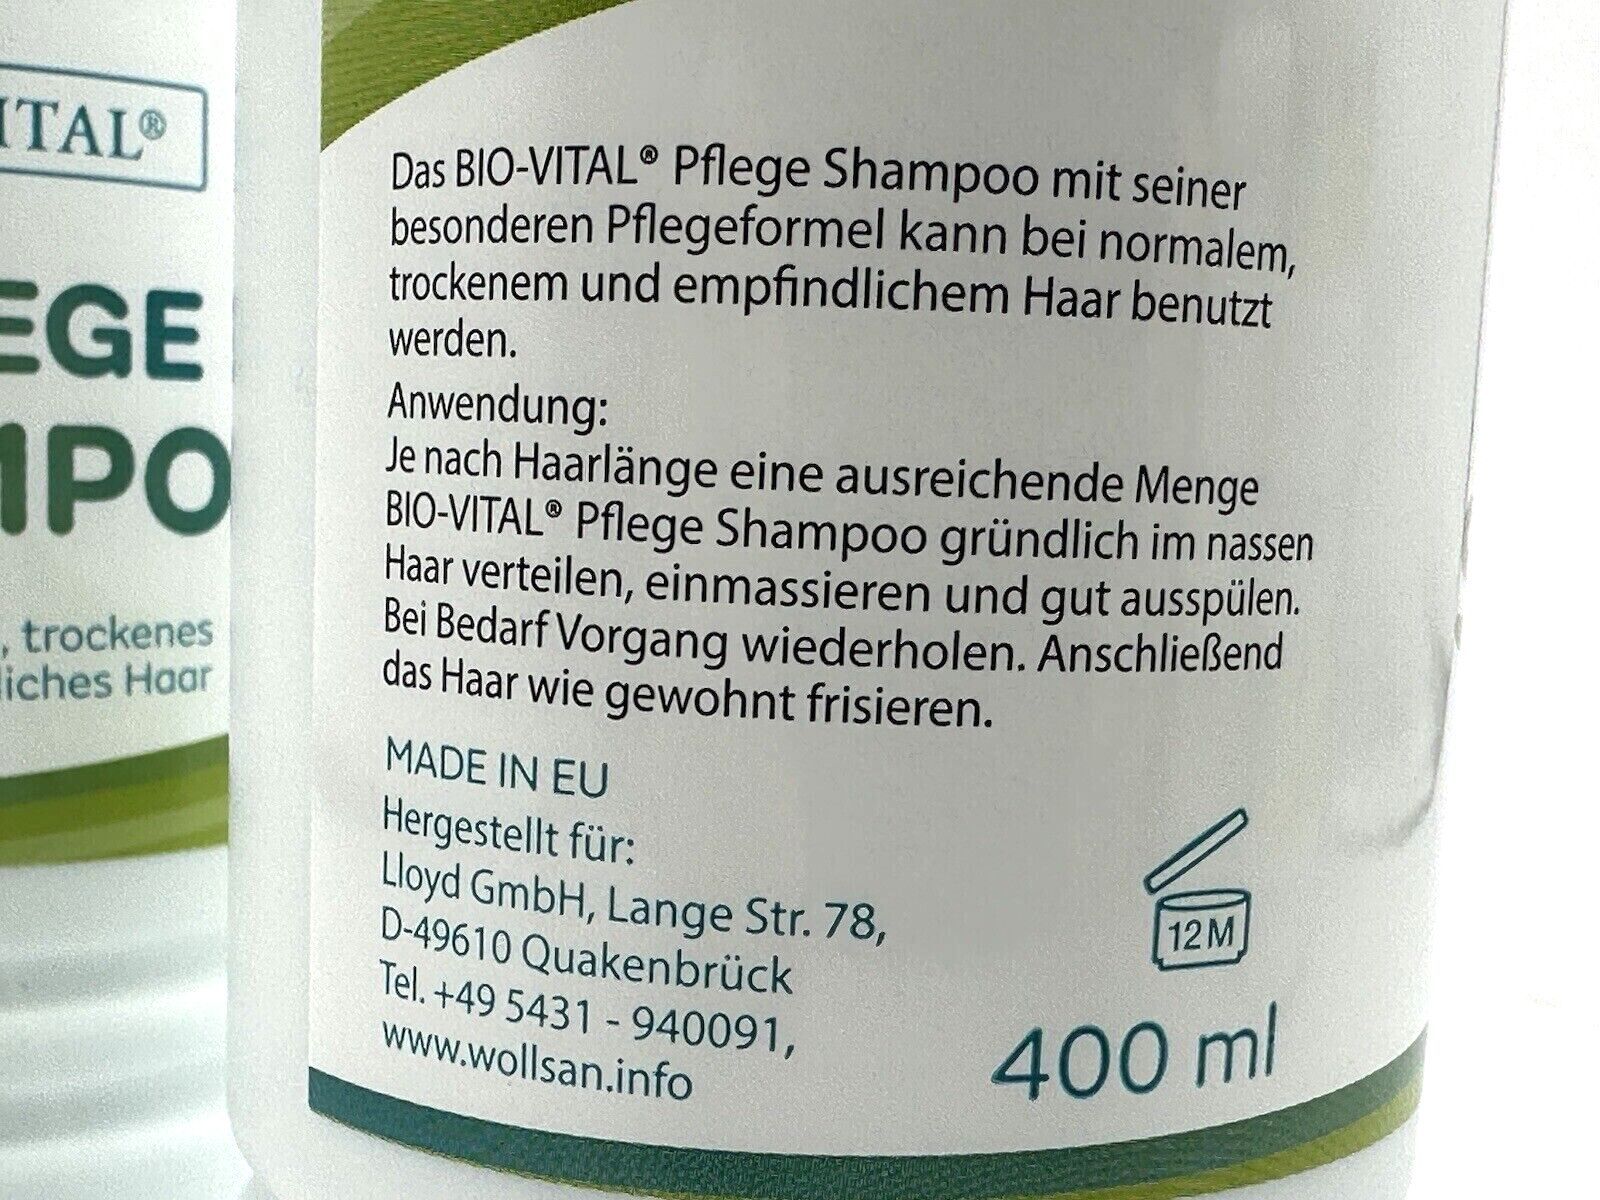 ITAL®
EGE
MPO
, trockenes
liches Haar
Das BIO-VITAL® Pflege Shampoo mit seiner
besonderen Pflegeformel kann bei normalem,
trockenem und empfindlichem Haar benutzt
werden.
Anwendung:
Je nach Haarlänge eine ausreichende Menge
BIO-VITAL® Pflege Shampoo gründlich im nassen
Haar verteilen, einmassieren und gut ausspülen.
Bei Bedarf Vorgang wiederholen. Anschließend
das Haar wie gewohnt frisieren.
MADE IN EU
Hergestellt für:
Lloyd GmbH, Lange Str. 78,
D-49610 Quakenbrück
Tel. +49 5431 - 940091,
www.wollsan.info
12 M
400 ml